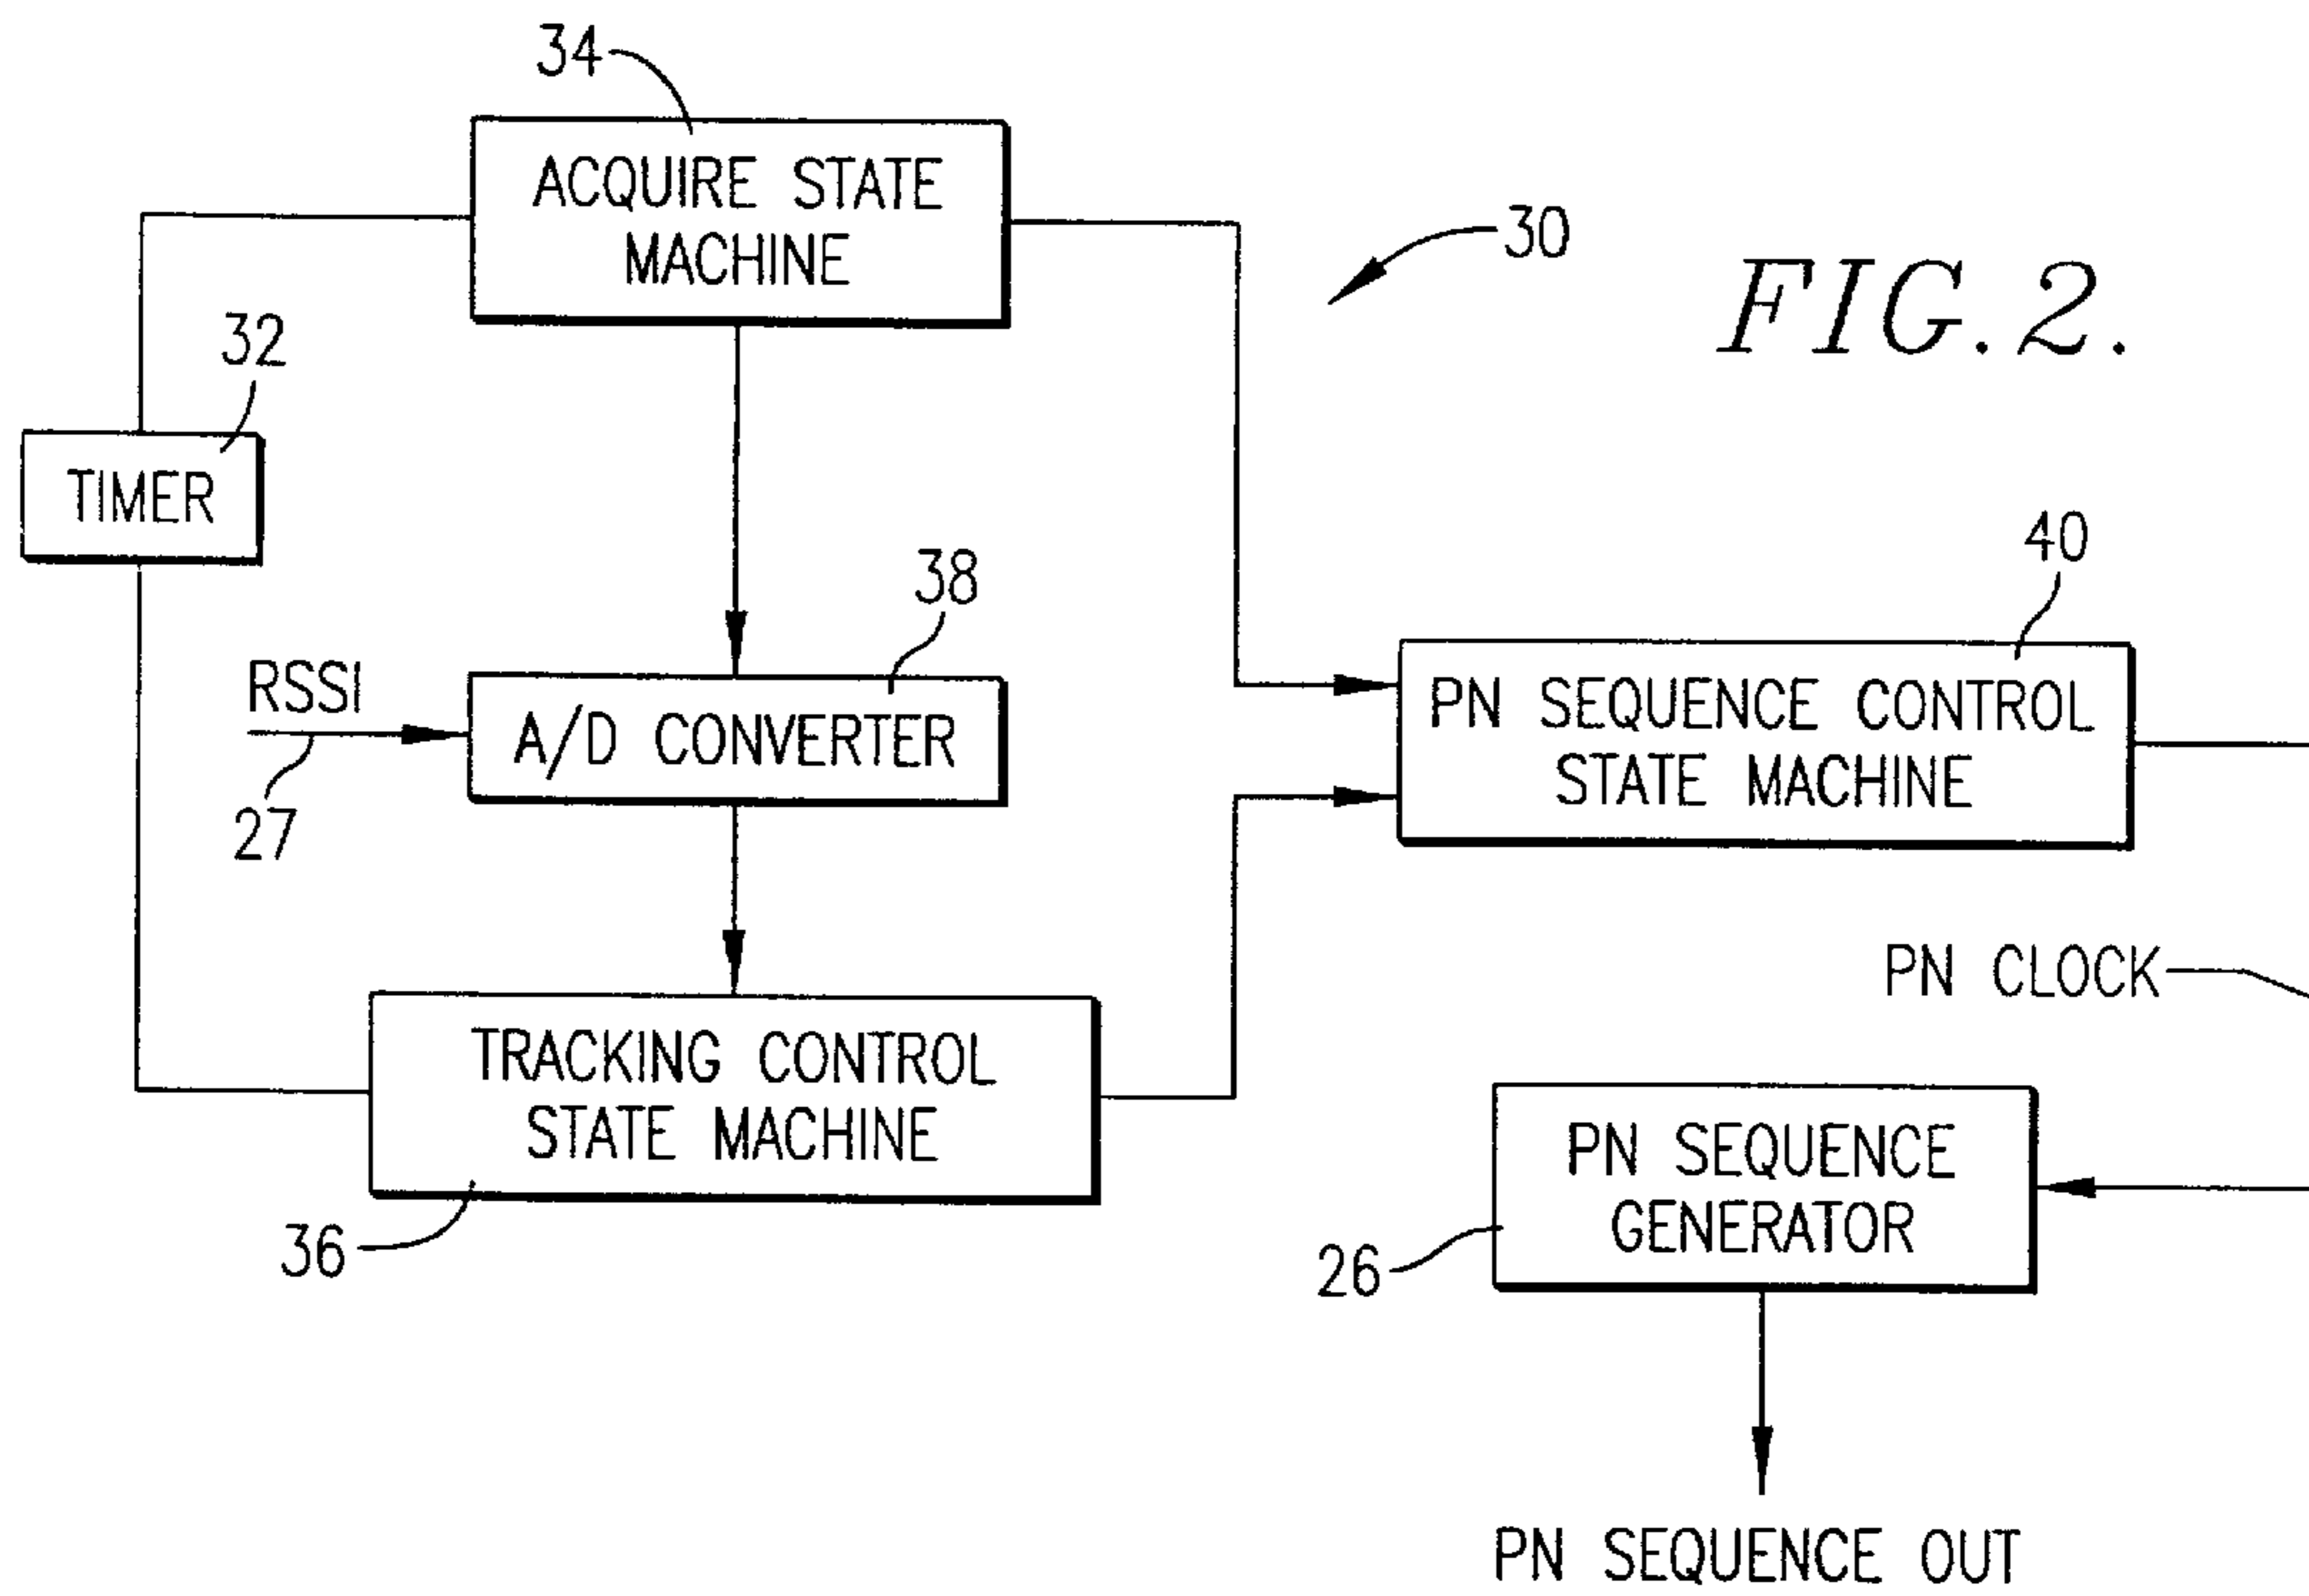 34
ACQUIRE STATE
MACHINE
30
FIG. 2.
32
TIMER
38
40
RSSI
27
A/D CONVERTER
PN SEQUENCE CONTROL
STATE MACHINE
PN CLOCK
TRACKING CONTROL
STATE MACHINE
36
PN SEQUENCE
GENERATOR
26
PN SEQUENCE OUT